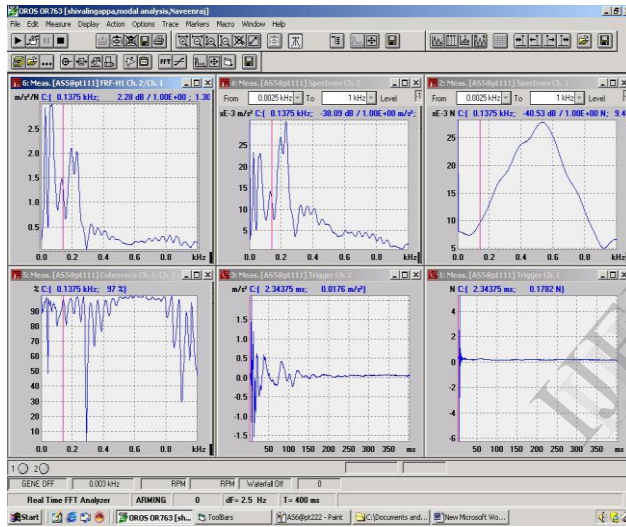 OROS OR763 [shivalingappa,modal analysis,Naveenraj]
File Edit Measure Display Analysing Options Trace Markers Macro Window Help
6: Meas. [ASS@pt111] FRF-H1 Ch. 2/Ch. 1
m/s²/N C:( 0.1375 kHz; 2.28 dB / 1.00E+00 ; 1.30
2.5
2.0
1.5
1.0
0.5
0.0 0.2 0.4 0.6 0.8 kHz
4: Meas. [ASS@pt111] Spectrum Ch. 2
From 0.0025 kHz To 1 kHz Level
xE-3 m/s² C:( 0.1375 kHz; -38.09 dB / 1.00E+00 m/s²;
25
20
15
10
5
0.0 0.2 0.4 0.6 0.8 kHz
2: Meas. [ASS@pt111] Spectrum Ch. 1
From 0.0025 kHz To 1 kHz Level
xE-3 N C:( 0.1375 kHz; -40.53 dB / 1.00E+00 N; 9.4
25
20
15
10
5
0.0 0.2 0.4 0.6 0.8 kHz
5: Meas. [ASS@pt111] Coherence Ch. 2/Ch. 1
% C:( 0.1375 kHz; 97 %)
90
80
70
60
50
40
30
20
10
0.0 0.2 0.4 0.6 0.8 kHz
3: Meas. [ASS@pt111] Trigger Ch. 2
m/s² C:( 2.34375 ms; 0.0176 m/s²)
1.5
1.0
0.5
0.0
-0.5
-1.0
-1.5
50 100 150 200 250 300 350 ms
1: Meas. [ASS@pt111] Trigger Ch. 1
N C:( 2.34375 ms; 0.1782 N)
4
2
0
-2
-4
-6
50 100 150 200 250 300 350 ms
IJE
1 2
GENE OFF 0.003 kHz RPM RPM Waterfall Off 0
Real Time FFT Analyzer ARMING 0 dF= 2.5 Hz T= 400 ms
Start OROS OR763 [sh... ToolBars AS6@pt222 - Paint C:\Documents and... New Microsoft Wo...